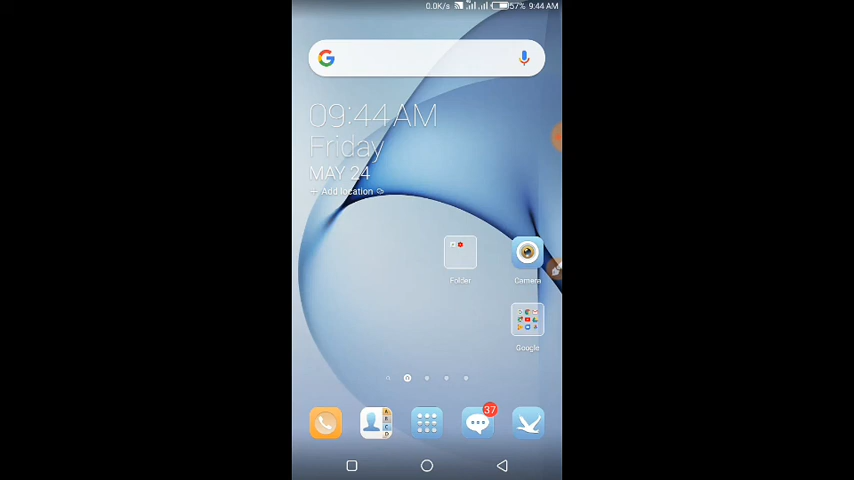 0.0K/s 57% 9:44 AM
09:44AM
Friday
MAY 24
Add location
Folder
Camera
Google
37
A
B
C
D